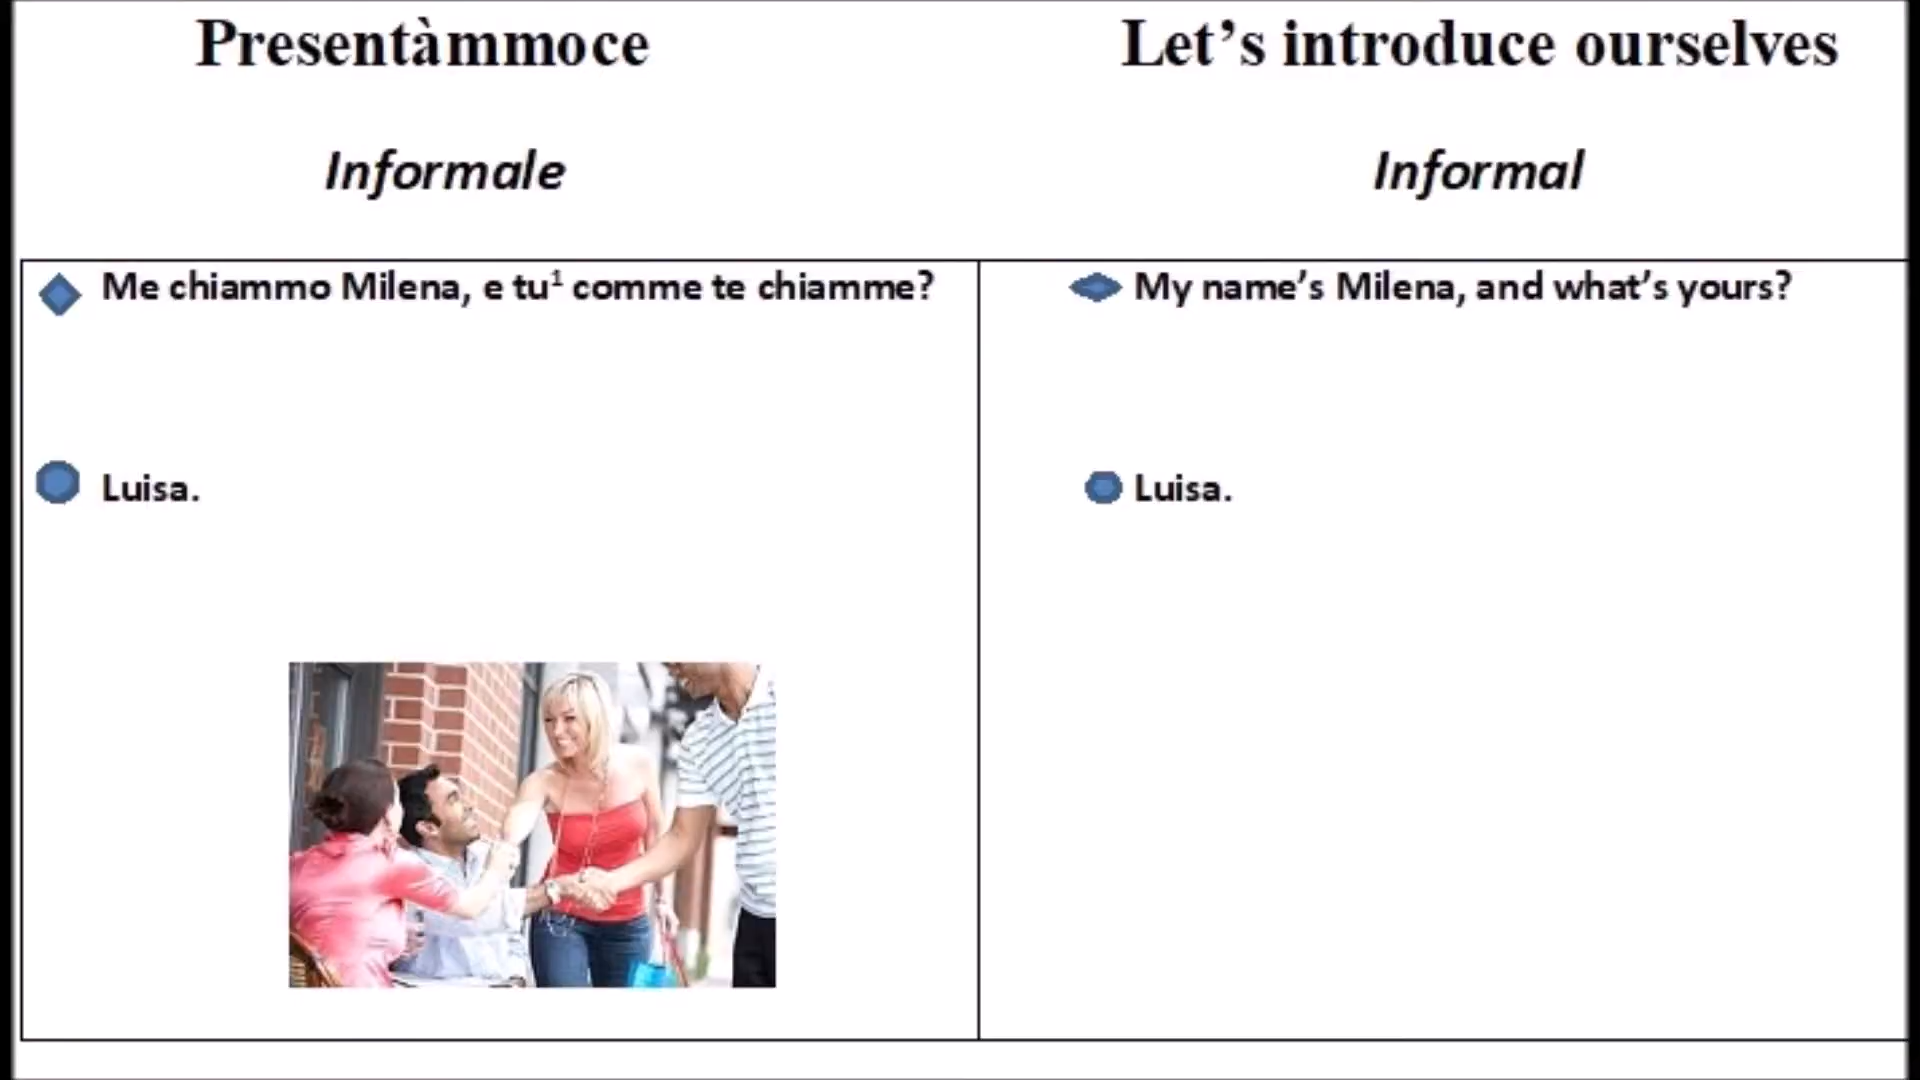 Presentàmmoce
Let’s introduce ourselves
Informale
Informal
Me chiammo Milena, e tu¹ comme te chiamme?
My name’s Milena, and what’s yours?
Luisa.
Luisa.